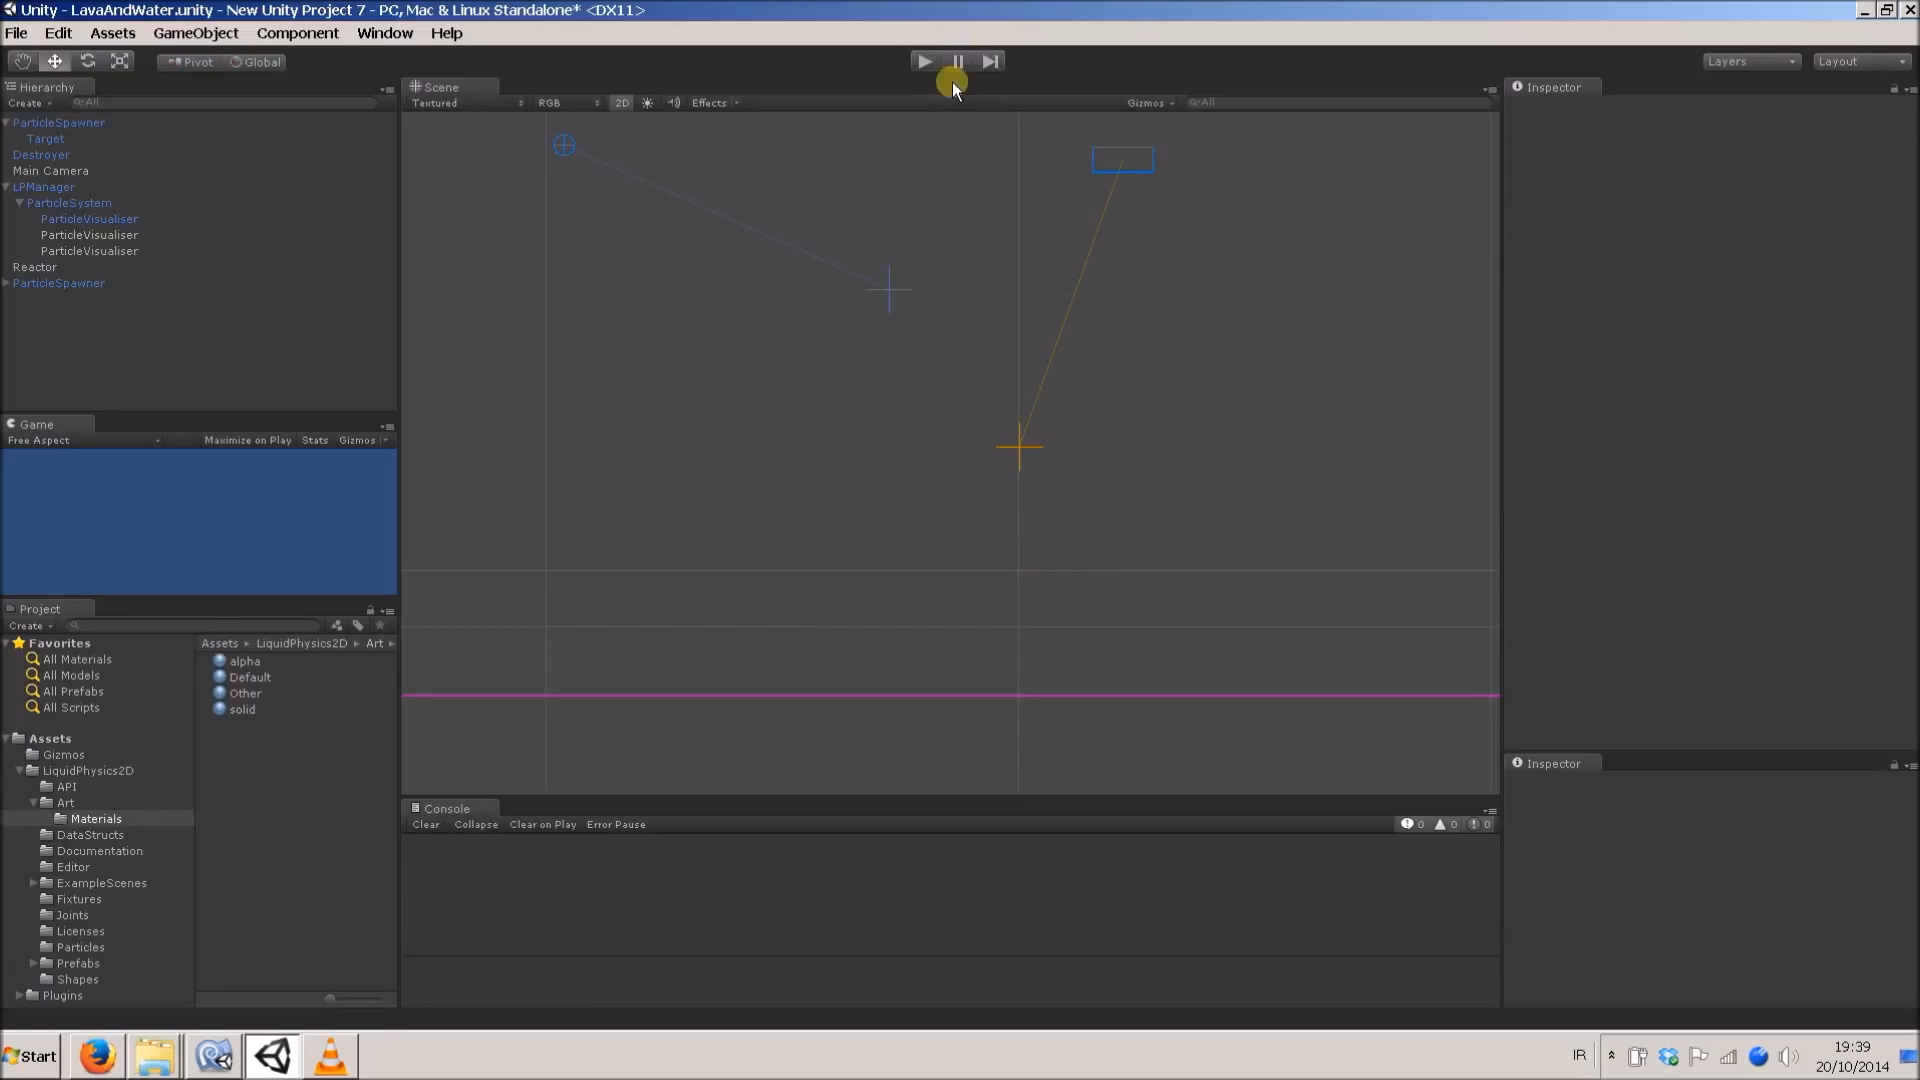 Unity - LavaAndWater.unity - New Unity Project 7 - PC, Mac & Linux Standalone* <DX11>
File Edit Assets GameObject Component Window Help
Pivot Global Layers Layout
Hierarchy
Create All
ParticleSpawner
Target
Destroyer
Main Camera
LPManager
ParticleSystem
ParticleVisualiser
ParticleVisualiser
ParticleVisualiser
Reactor
ParticleSpawner
Scene
Textured RGB 2D Effects Gizmos All
Inspector
Game
Free Aspect Maximize on Play Stats Gizmos
Project
Create
Favorites
All Materials
All Models
All Prefabs
All Scripts
Assets
Gizmos
LiquidPhysics2D
API
Art
Materials
DataStructs
Documentation
Editor
ExampleScenes
Fixtures
Joints
Licenses
Particles
Prefabs
Shapes
Plugins
Assets LiquidPhysics2D Art
alpha
Default
Other
solid
Console
Clear Collapse Clear on Play Error Pause 0 0 0
Inspector
Start IR 19:39
20/10/2014